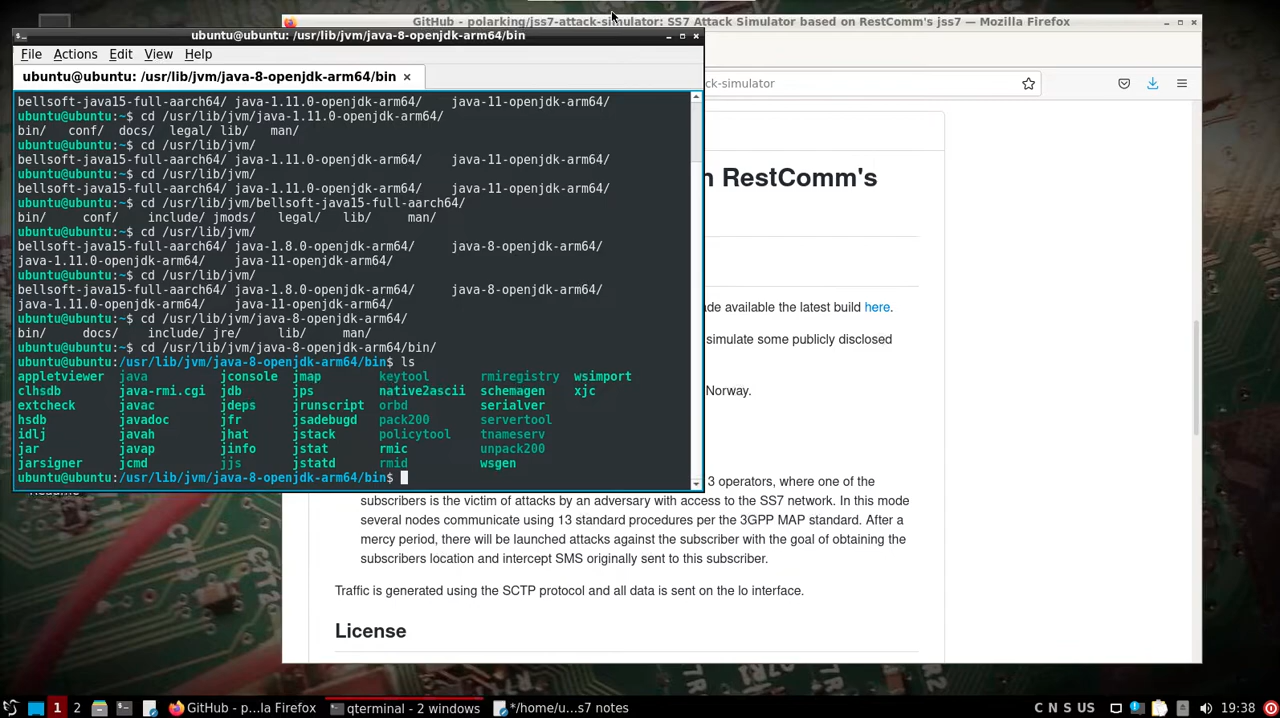 GitHub - polarking/jss7-attack-simulator: SS7 Attack Simulator based on RestComm's jss7 — Mozilla Firefox
ubuntu@ubuntu: /usr/lib/jvm/java-8-openjdk-arm64/bin
File Actions Edit View Help
ubuntu@ubuntu: /usr/lib/jvm/java-8-openjdk-arm64/bin ×
ck-simulator
bellsoft-java15-full-aarch64/ java-1.11.0-openjdk-arm64/ java-11-openjdk-arm64/
ubuntu@ubuntu:~$ cd /usr/lib/jvm/java-1.11.0-openjdk-arm64/
bin/ conf/ docs/ legal/ lib/ man/
ubuntu@ubuntu:~$ cd /usr/lib/jvm/
bellsoft-java15-full-aarch64/ java-1.11.0-openjdk-arm64/ java-11-openjdk-arm64/
ubuntu@ubuntu:~$ cd /usr/lib/jvm/
bellsoft-java15-full-aarch64/ java-1.11.0-openjdk-arm64/ java-11-openjdk-arm64/
ubuntu@ubuntu:~$ cd /usr/lib/jvm/bellsoft-java15-full-aarch64/
bin/ conf/ include/ jmods/ legal/ lib/ man/
ubuntu@ubuntu:~$ cd /usr/lib/jvm/
bellsoft-java15-full-aarch64/ java-1.8.0-openjdk-arm64/ java-8-openjdk-arm64/
java-1.11.0-openjdk-arm64/ java-11-openjdk-arm64/
ubuntu@ubuntu:~$ cd /usr/lib/jvm/
bellsoft-java15-full-aarch64/ java-1.8.0-openjdk-arm64/ java-8-openjdk-arm64/
java-1.11.0-openjdk-arm64/ java-11-openjdk-arm64/
ubuntu@ubuntu:~$ cd /usr/lib/jvm/java-8-openjdk-arm64/
bin/ docs/ include/ jre/ lib/ man/
ubuntu@ubuntu:~$ cd /usr/lib/jvm/java-8-openjdk-arm64/bin/
ubuntu@ubuntu:/usr/lib/jvm/java-8-openjdk-arm64/bin$ ls
appletviewer java jconsole jmap keytool rmiregistry wsimport
clhsdb java-rmi.cgi jdb jps native2ascii schemagen xjc
extcheck javac jdeps jrunscript orbd serialver
hsdb javadoc jfr jsadebugd pack200 servertool
idlj javah jhat jstack policytool tnameserv
jar javap jinfo jstat rmic unpack200
jarsigner jcmd jjs jstatd rmid wsgen
ubuntu@ubuntu:/usr/lib/jvm/java-8-openjdk-arm64/bin$
RestComm's
ade available the latest build here.
simulate some publicly disclosed
Norway.
3 operators, where one of the
subscribers is the victim of attacks by an adversary with access to the SS7 network. In this mode
several nodes communicate using 13 standard procedures per the 3GPP MAP standard. After a
mercy period, there will be launched attacks against the subscriber with the goal of obtaining the
subscribers location and intercept SMS originally sent to this subscriber.
Traffic is generated using the SCTP protocol and all data is sent on the lo interface.
License
1 2 GitHub - p...la Firefox qterminal - 2 windows */home/u...s7 notes C N S US 19:38